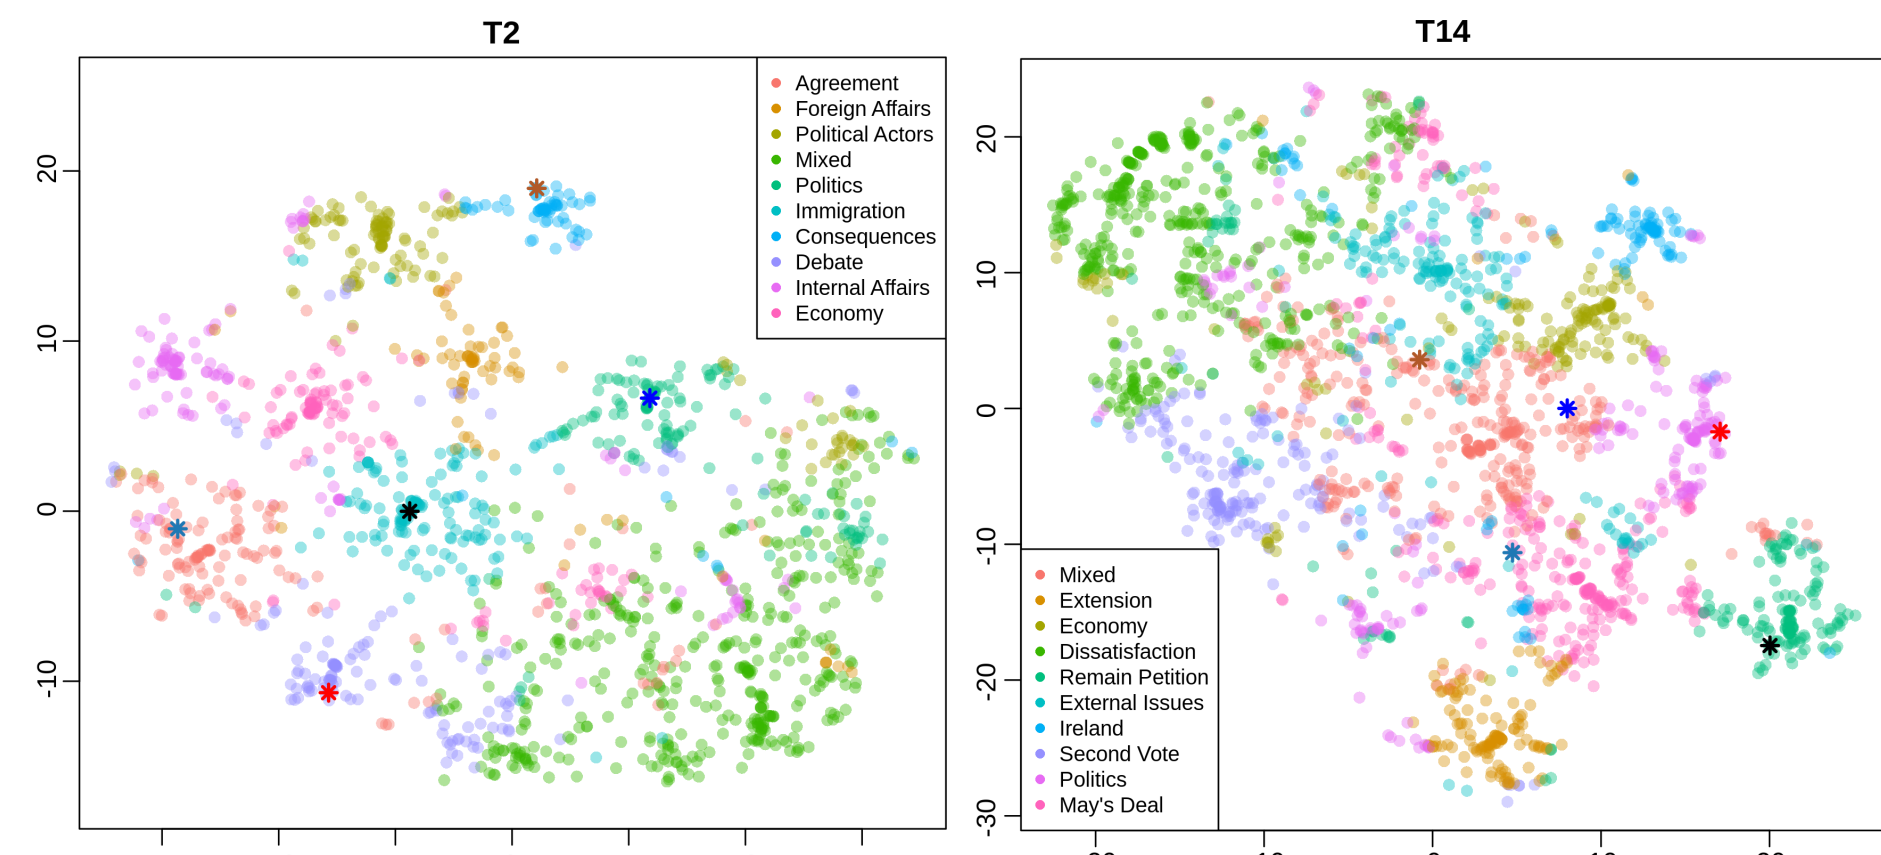 T2
Agreement
Foreign Affairs
Political Actors
Mixed
Politics
Immigration
Consequences
Debate
Internal Affairs
Economy
20
10
0
-10
T14
20
10
0
-10
-20
-30
Mixed
Extension
Economy
Dissatisfaction
Remain Petition
External Issues
Ireland
Second Vote
Politics
May's Deal